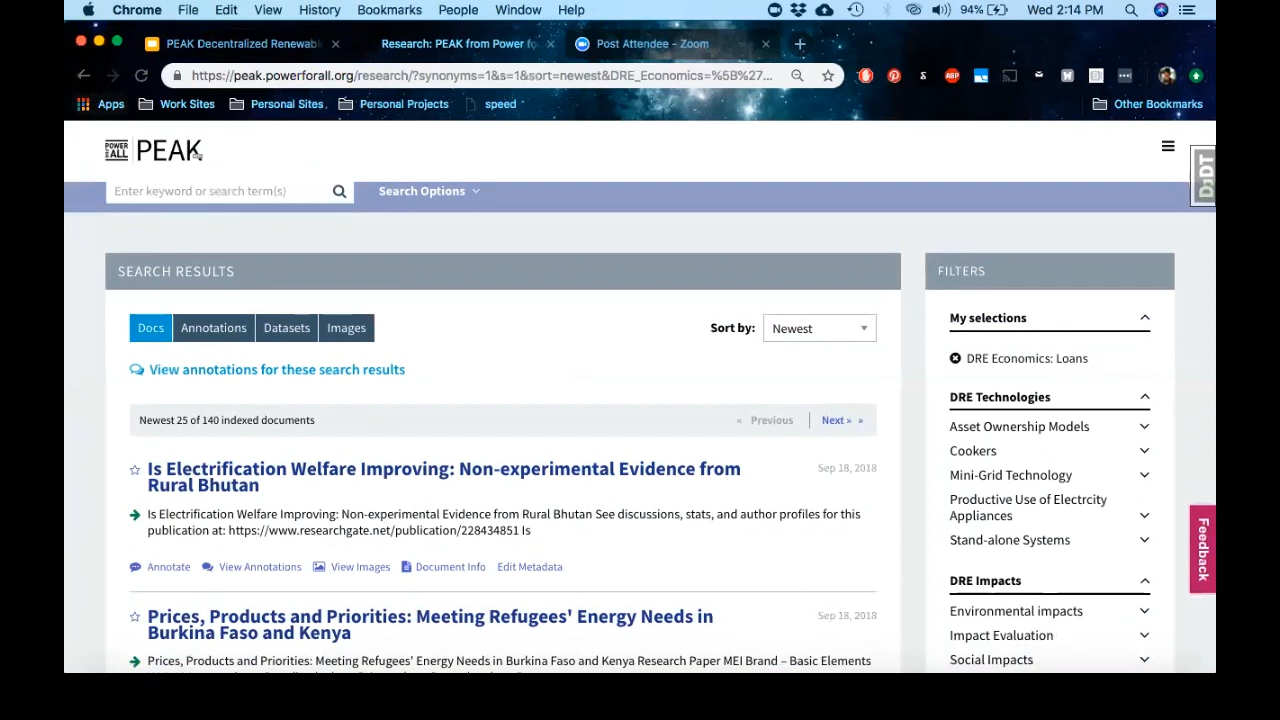 Chrome File Edit View History Bookmarks People Window Help 94% Wed 2:14 PM
PEAK Decentralized Renewab Research: PEAK from Power fo Post Attendee - Zoom
https://peak.powerforall.org/research/?synonyms=1&s=1&sort=newest&DRE_Economics=%5B%27... ABP
Apps Work Sites Personal Sites Personal Projects speed Other Bookmarks
POWER FOR ALL PEAK
DjDT
Enter keyword or search term(s) Search Options
SEARCH RESULTS
Docs Annotations Datasets Images Sort by: Newest
View annotations for these search results
Newest 25 of 140 indexed documents « Previous Next » »
Is Electrification Welfare Improving: Non-experimental Evidence from Sep 18, 2018
Rural Bhutan
Is Electrification Welfare Improving: Non-experimental Evidence from Rural Bhutan See discussions, stats, and author profiles for this
publication at: https://www.researchgate.net/publication/228434851 Is
Annotate View Annotations View Images Document Info Edit Metadata
Prices, Products and Priorities: Meeting Refugees' Energy Needs in Sep 18, 2018
Burkina Faso and Kenya
Prices, Products and Priorities: Meeting Refugees' Energy Needs in Burkina Faso and Kenya Research Paper MEI Brand – Basic Elements
FILTERS
My selections
DRE Economics: Loans
DRE Technologies
Asset Ownership Models
Cookers
Mini-Grid Technology
Productive Use of Electrcity
Appliances
Stand-alone Systems
DRE Impacts
Environmental impacts
Impact Evaluation
Social Impacts
Feedback